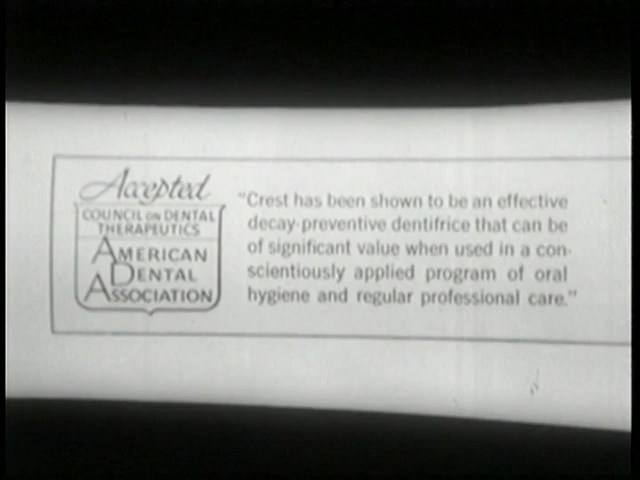 Accepted
COUNCIL ON DENTAL
THERAPEUTICS
AMERICAN
DENTAL
ASSOCIATION
"Crest has been shown to be an effective
decay-preventive dentifrice that can be
of significant value when used in a con-
scientiously applied program of oral
hygiene and regular professional care."